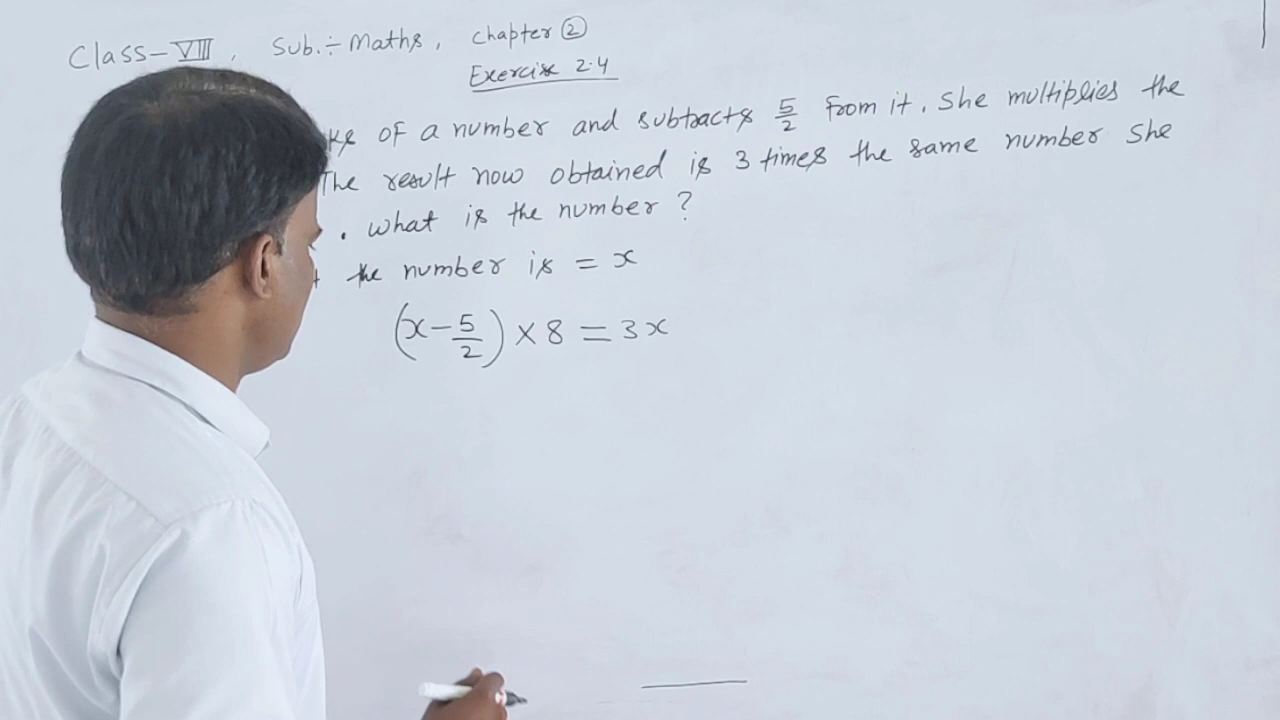 Class-VIII, Sub.÷ Maths, Chapter ②
Exercise 2.4
of a number and subtracts 5/2 from it. She multiplies the
The result now obtained is 3 times the same number she
. what is the number ?
the number is = x
(x-5/2) × 8 = 3x